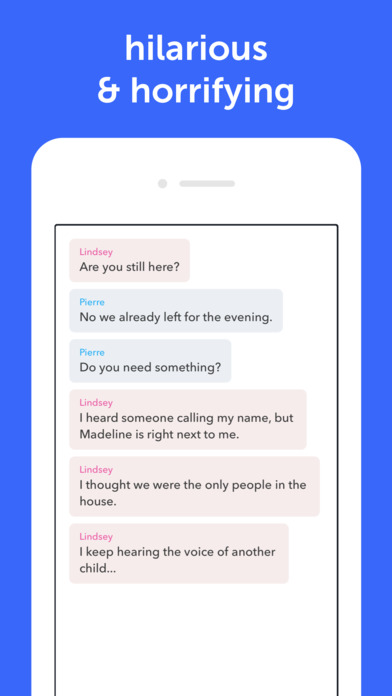 hilarious
& horrifying
Lindsey
Are you still here?
Pierre
No we already left for the evening.
Pierre
Do you need something?
Lindsey
I heard someone calling my name, but
Madeline is right next to me.
Lindsey
I thought we were the only people in the
house.
Lindsey
I keep hearing the voice of another
child...